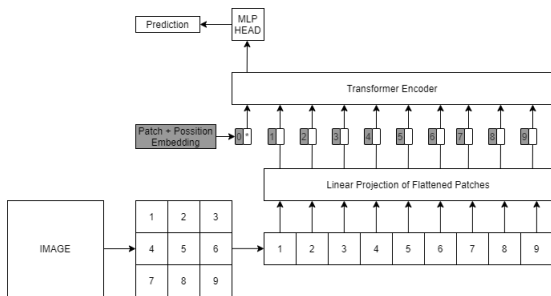 MLP
HEAD
Prediction
Transformer Encoder
Patch + Possition
Embedding
0 * 1 2 3 4 5 6 7 8 9
Linear Projection of Flattened Patches
IMAGE
1 2 3
4 5 6
7 8 9
1 2 3 4 5 6 7 8 9